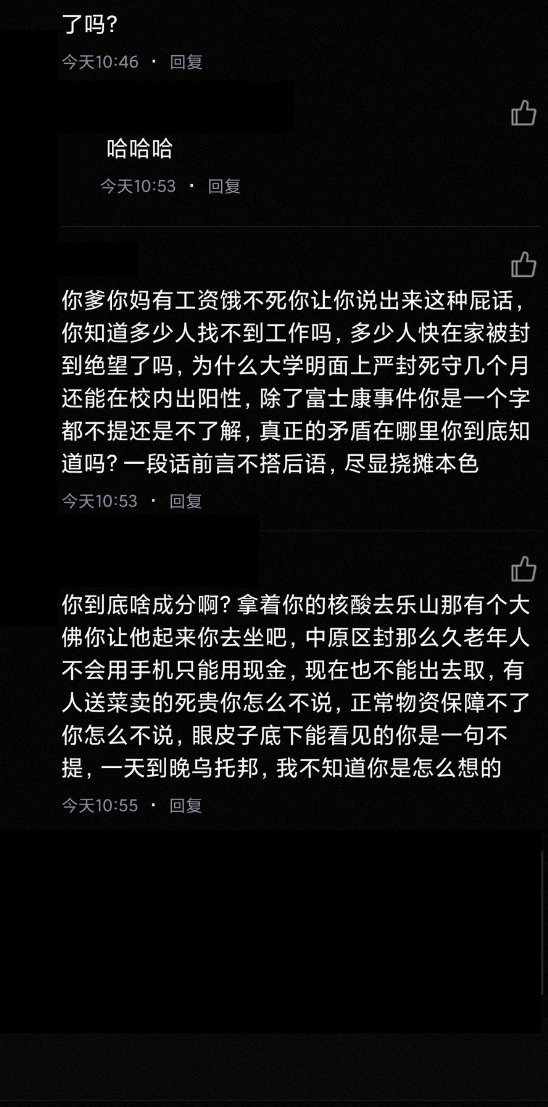 了吗?
今天10:46 · 回复
哈哈哈
今天10:53 · 回复
你爹你妈有工资饿不死你让你说出来这种屁话,
你知道多少人找不到工作吗, 多少人快在家被封
到绝望了吗, 为什么大学明面上严封死守几个月
还能在校内出阳性, 除了富士康事件你是一个字
都不提还是不了解, 真正的矛盾在哪里你到底知
道吗? 一段话前言不搭后语, 尽显挠摊本色
今天10:53 · 回复
你到底啥成分啊? 拿着你的核酸去乐山那有个大
佛你让他起来你去坐吧, 中原区封那么久老年人
不会用手机只能用现金, 现在也不能出去取, 有
人送菜卖的死贵你怎么不说, 正常物资保障不了
你怎么不说, 眼皮子底下能看见的你是一句不
提, 一天到晚乌托邦, 我不知道你是怎么想的
今天10:55 · 回复